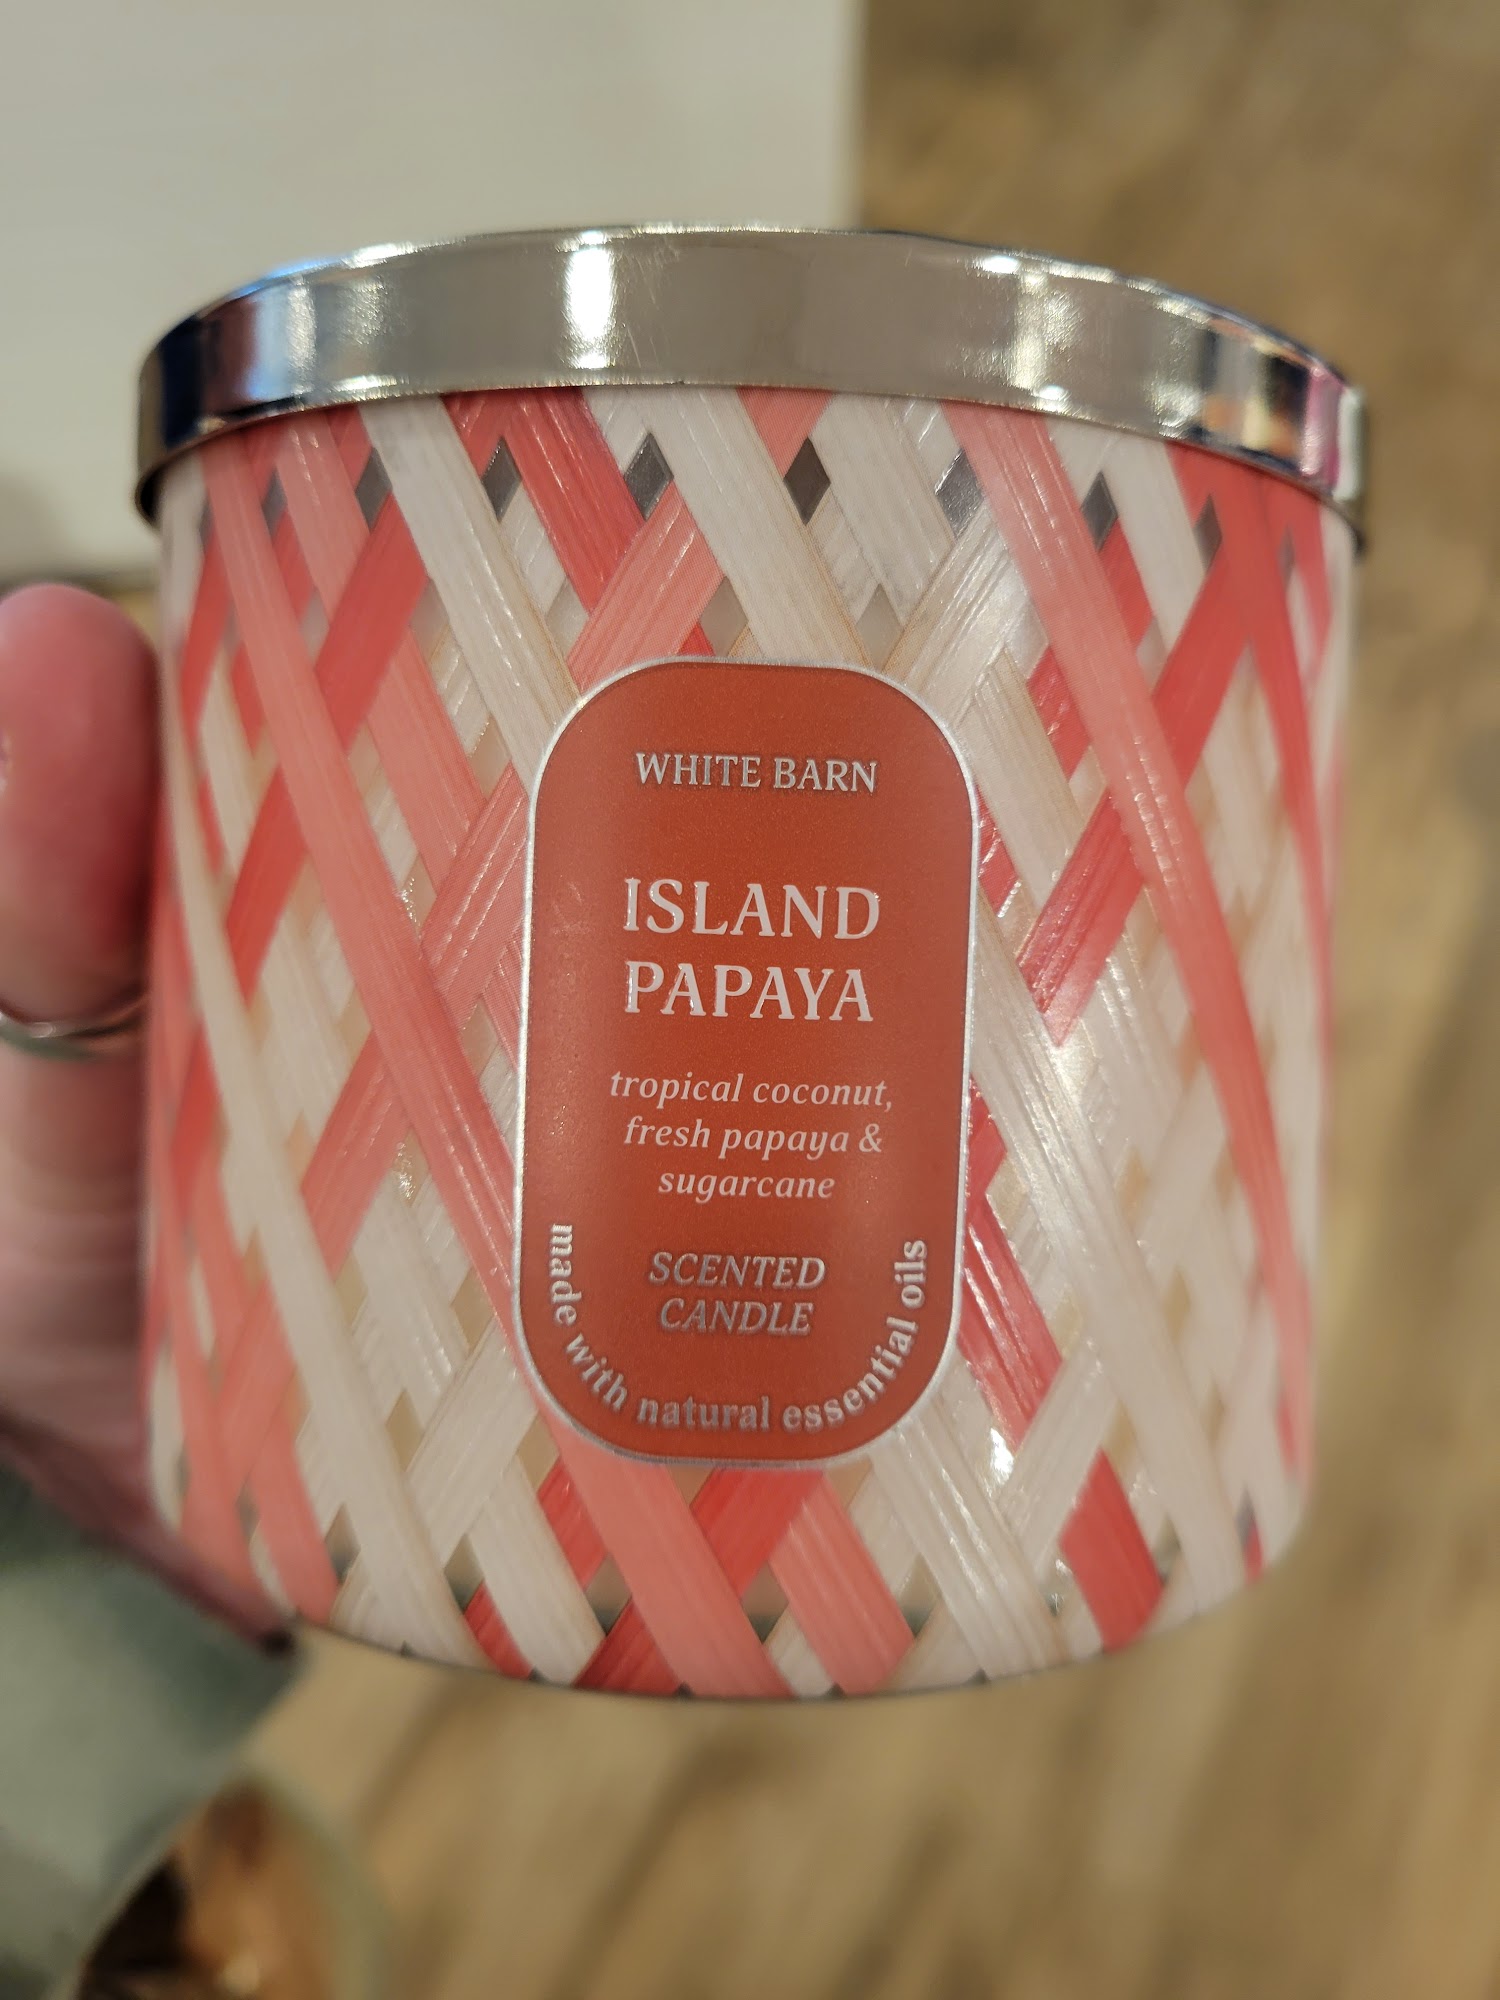 WHITE BARN
ISLAND
PAPAYA
tropical coconut,
fresh papaya &
sugarcane
SCENTED
CANDLE
made with natural essential oils